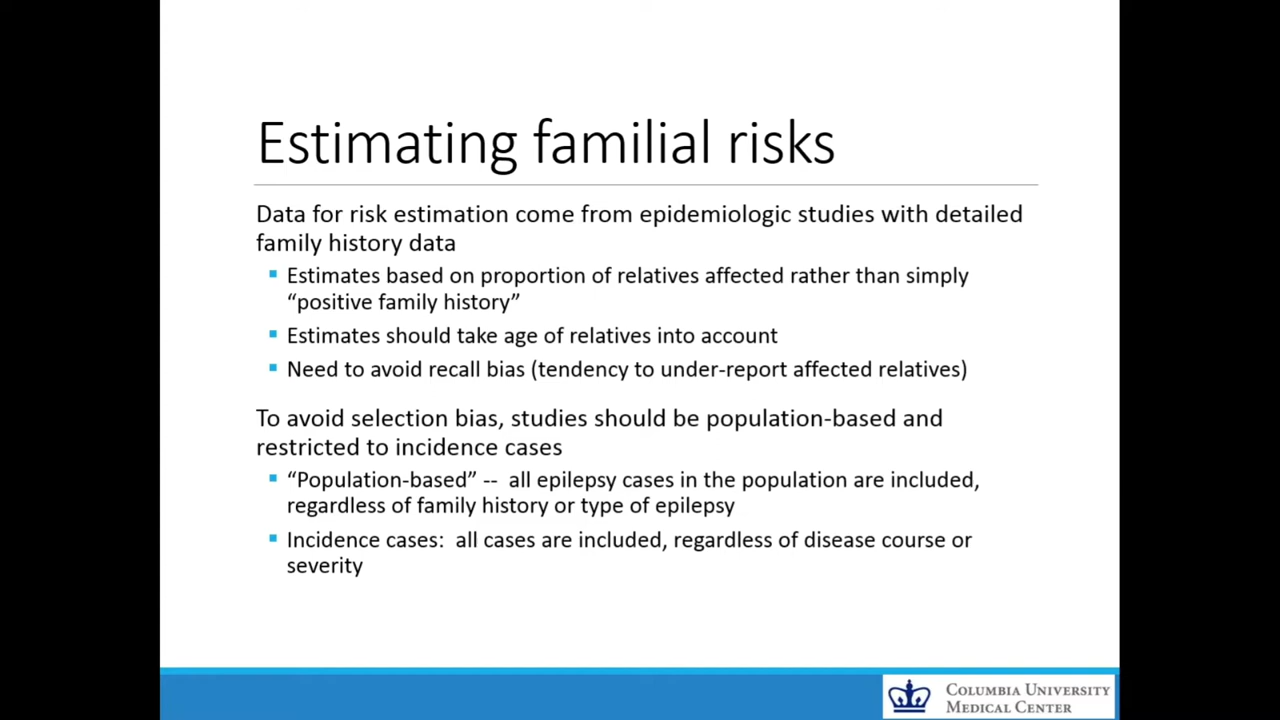 Estimating familial risks
Data for risk estimation come from epidemiologic studies with detailed
family history data
Estimates based on proportion of relatives affected rather than simply
“positive family history”
Estimates should take age of relatives into account
Need to avoid recall bias (tendency to under-report affected relatives)
To avoid selection bias, studies should be population-based and
restricted to incidence cases
“Population-based” -- all epilepsy cases in the population are included,
regardless of family history or type of epilepsy
Incidence cases: all cases are included, regardless of disease course or
severity
COLUMBIA UNIVERSITY
MEDICAL CENTER